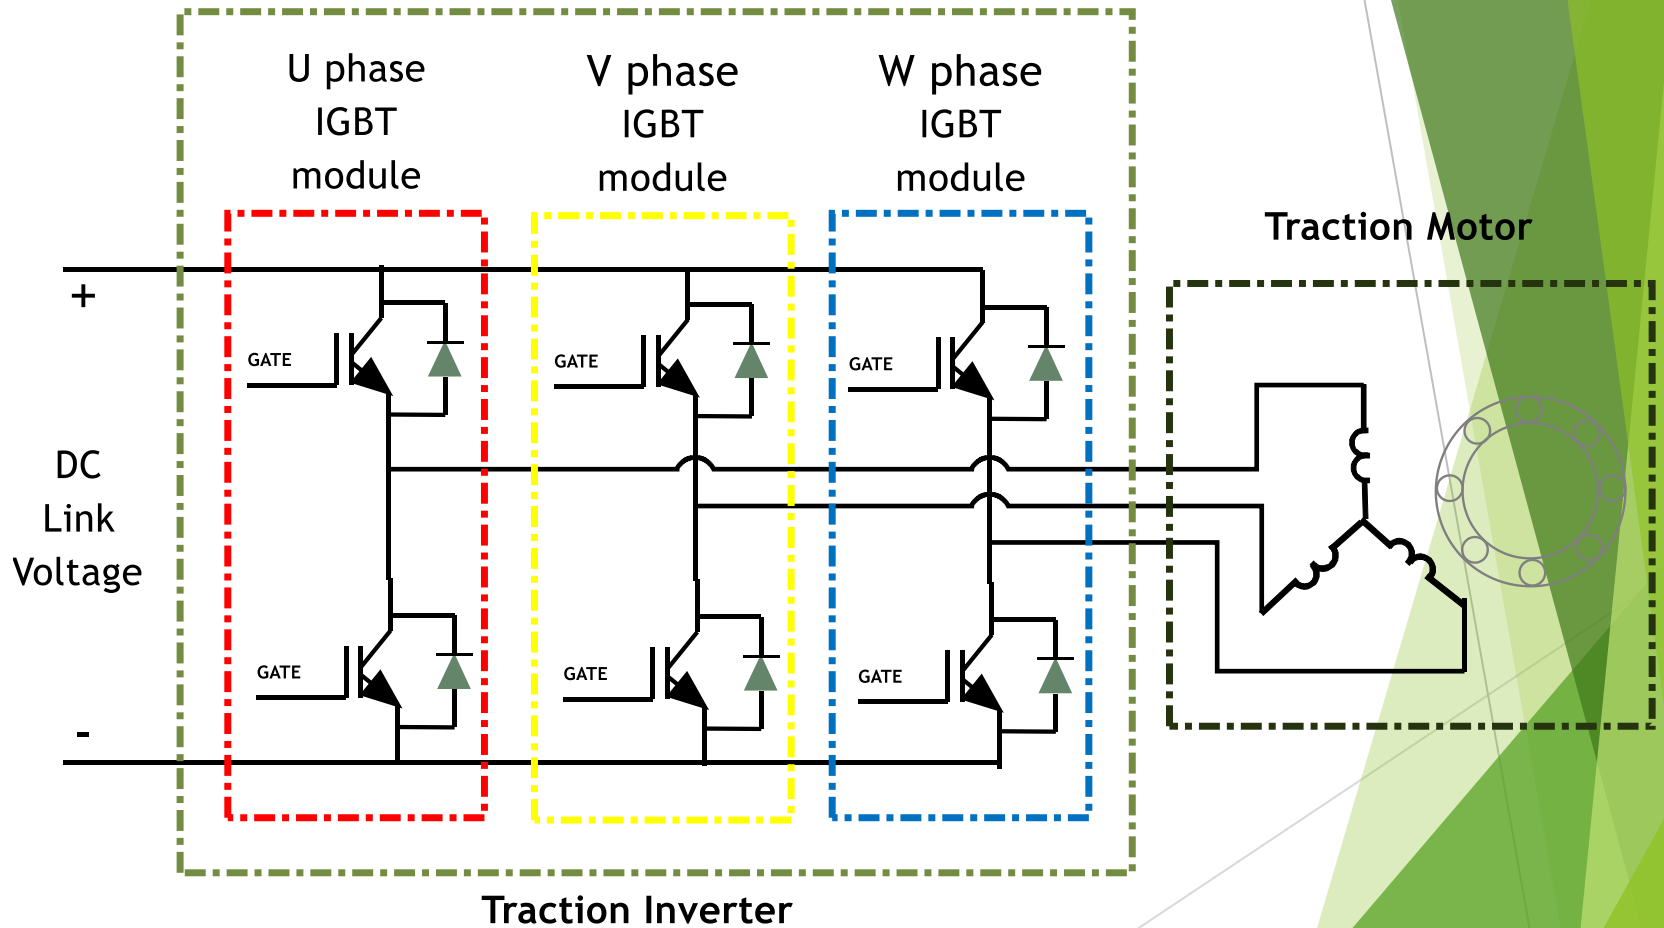 U phase
IGBT
module
V phase
IGBT
module
W phase
IGBT
module
Traction Motor
+
GATE
GATE
GATE
DC
Link
Voltage
GATE
GATE
GATE
-
Traction Inverter